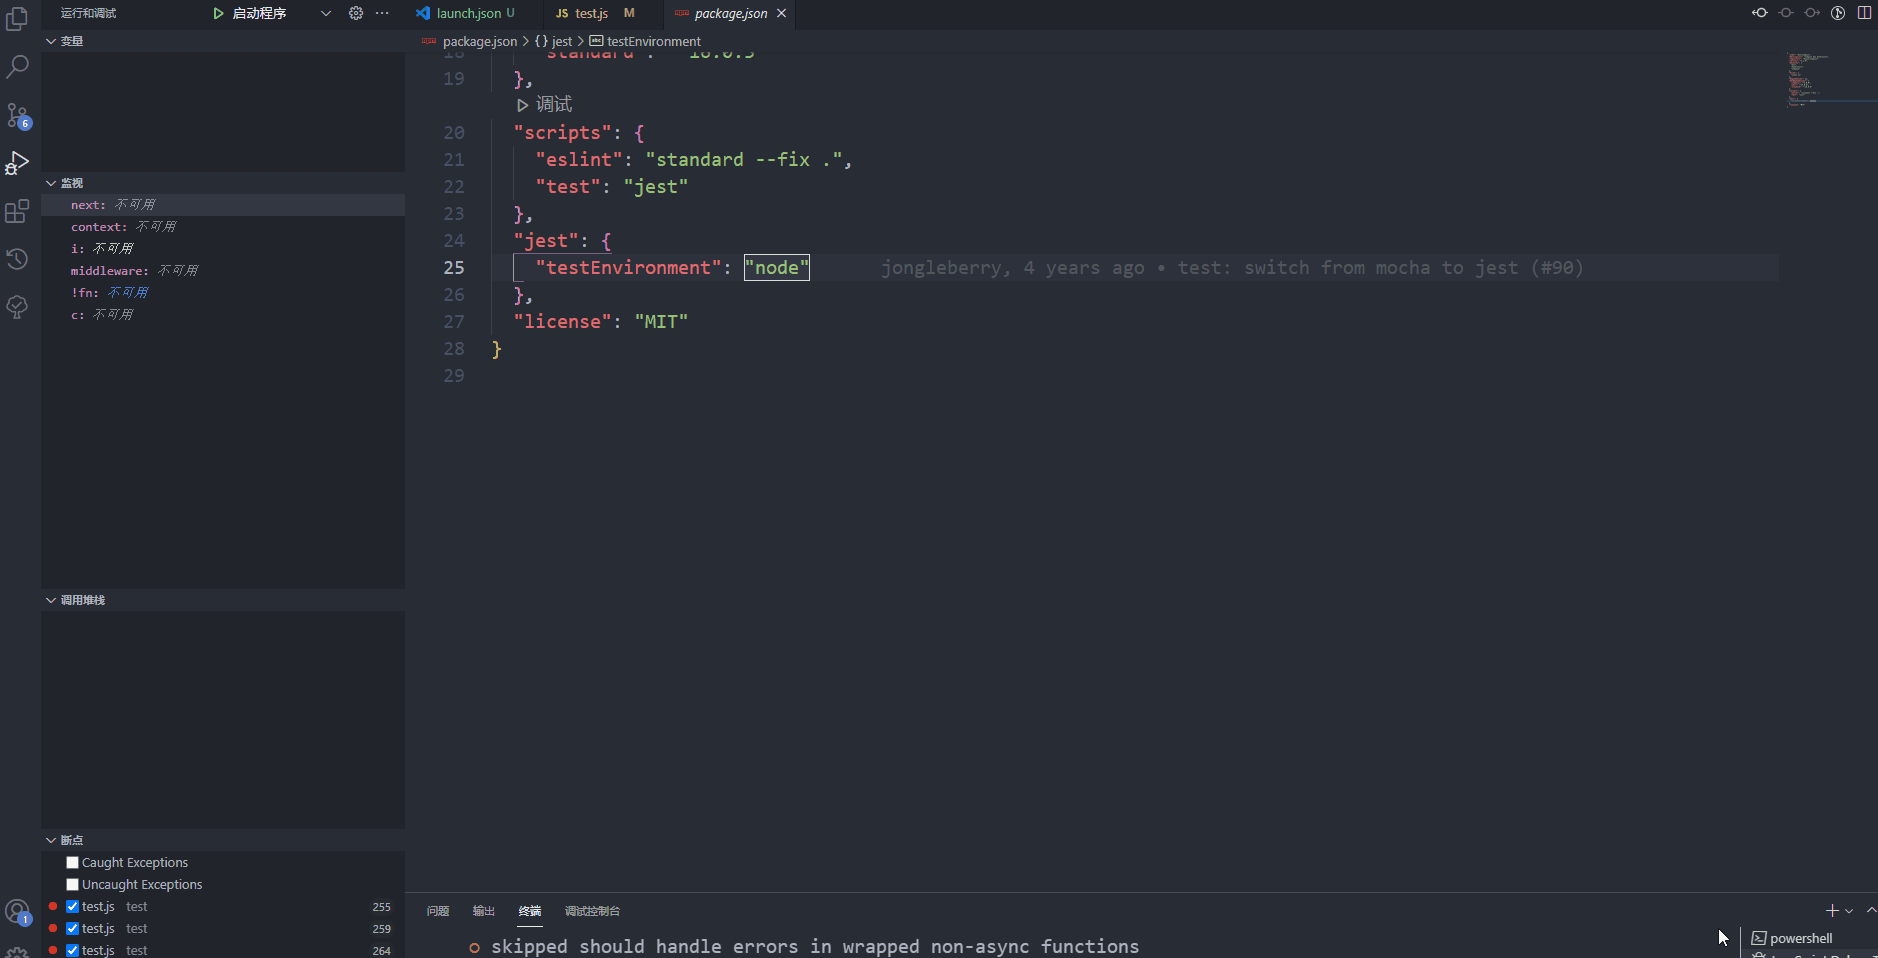 运行和调试
启动程序
launch.json U
JS test.js M
package.json
变量
package.json > {} jest > testEnvironment
19 },
调试
20 "scripts": {
21 "eslint": "standard --fix .",
22 "test": "jest"
23 },
24 "jest": {
25 "testEnvironment": "node" jongleberry, 4 years ago • test: switch from mocha to jest (#90)
26 },
27 "license": "MIT"
28 }
29
6
监视
next: 不可用
context: 不可用
i: 不可用
middleware: 不可用
!fn: 不可用
c: 不可用
调用堆栈
断点
Caught Exceptions
Uncaught Exceptions
test.js test 255
test.js test 259
test.js test 264
1
问题 输出 终端 调试控制台
skipped should handle errors in wrapped non-async functions
powershell